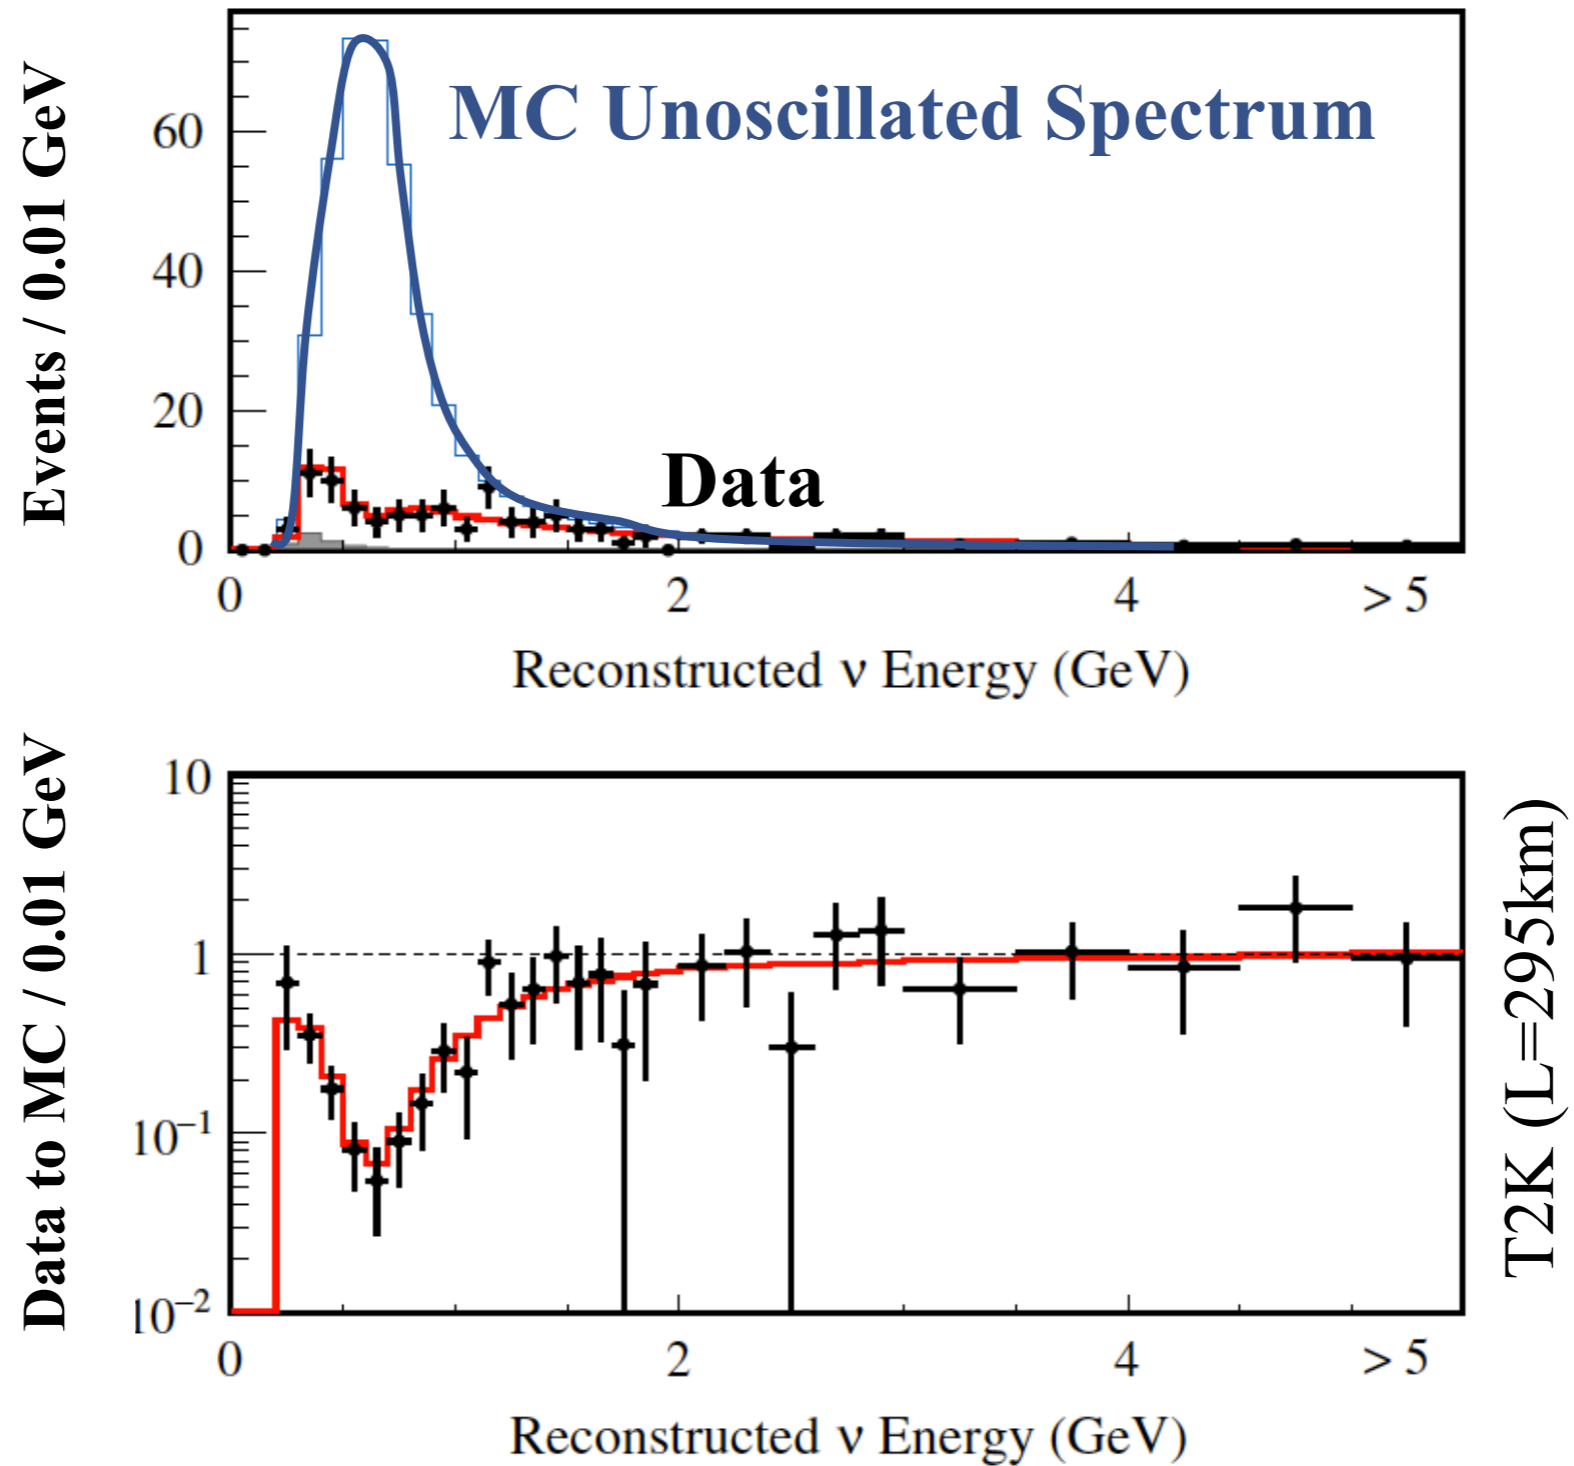 Events / 0.01 GeV
60
40
20
0
MC Unoscillated Spectrum
Data
0 2 4 > 5
Reconstructed ν Energy (GeV)
Data to MC / 0.01 GeV
10
1
10⁻¹
10⁻²
0 2 4 > 5
Reconstructed ν Energy (GeV)
T2K (L=295km)